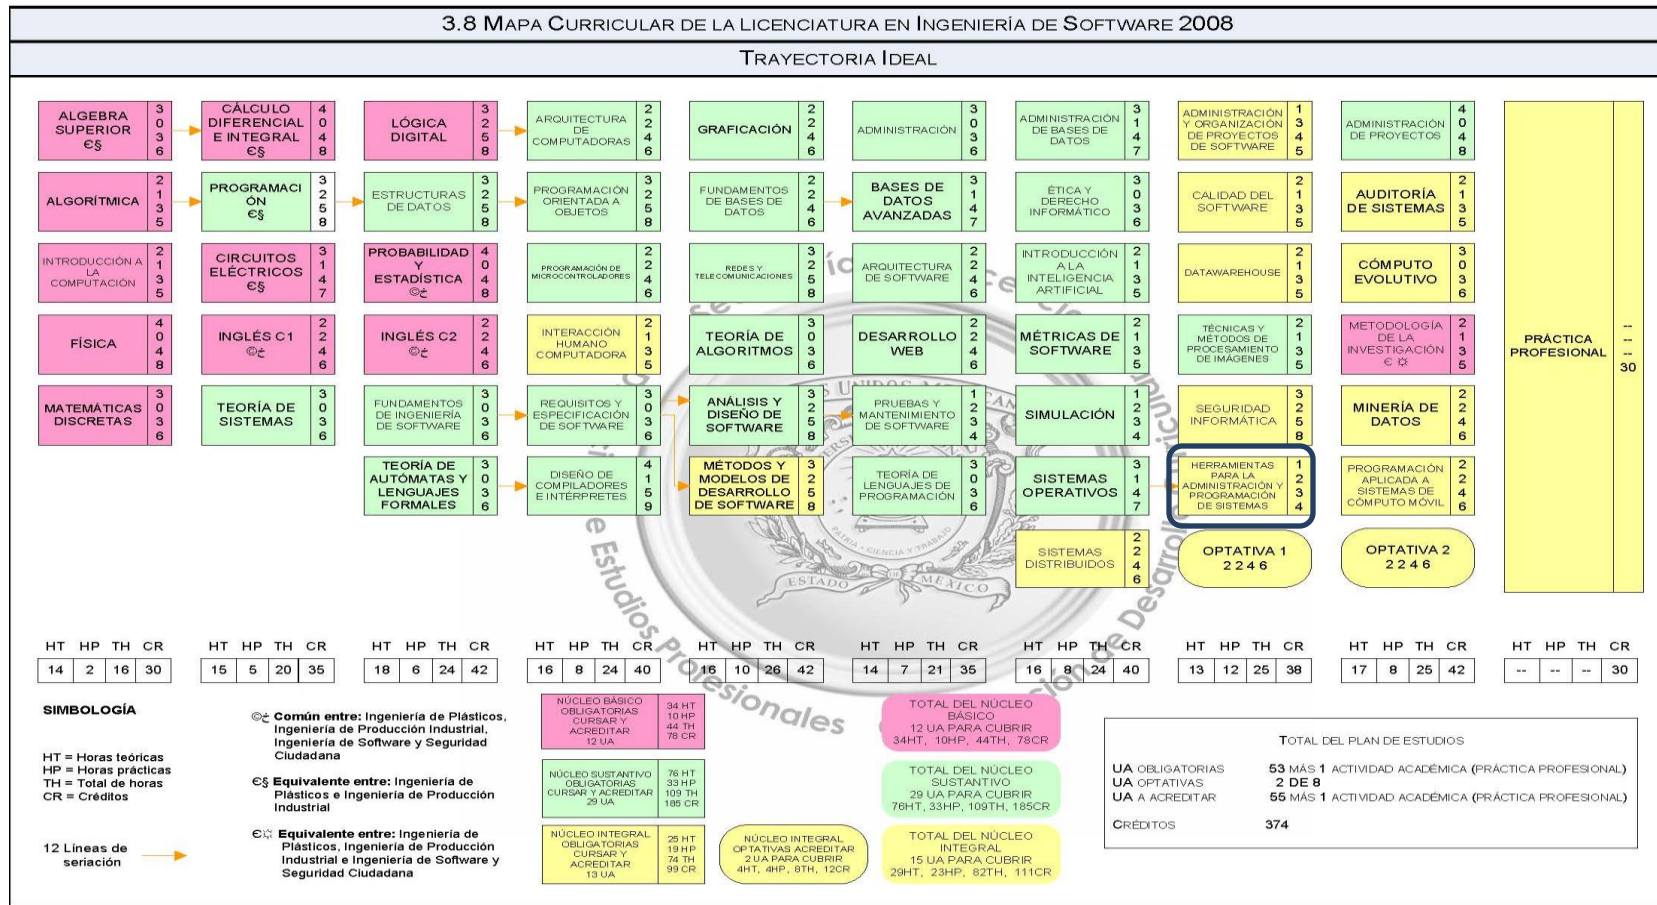 3.8 MAPA CURRICULAR DE LA LICENCIATURA EN INGENIERÍA DE SOFTWARE 2008
TRAYECTORIA IDEAL
ALGEBRA
SUPERIOR
Є§
3
0
3
6
CÁLCULO
DIFERENCIAL
E INTEGRAL
Є§
4
0
4
8
LÓGICA
DIGITAL
3
2
5
8
ARQUITECTURA
DE
COMPUTADORAS
2
2
4
6
GRAFICACIÓN
2
2
4
6
ADMINISTRACIÓN
3
0
3
6
ADMINISTRACIÓN
DE BASES DE
DATOS
3
1
4
7
ADMINISTRACIÓN
Y ORGANIZACIÓN
DE PROYECTOS
DE SOFTWARE
1
3
4
5
ADMINISTRACIÓN
DE PROYECTOS
4
0
4
8
ALGORÍTMICA
2
1
3
5
PROGRAMACI
ÓN
Є§
3
2
5
8
ESTRUCTURAS
DE DATOS
3
2
5
8
PROGRAMACIÓN
ORIENTADA A
OBJETOS
3
2
5
8
FUNDAMENTOS
DE BASES DE
DATOS
2
2
4
6
BASES DE
DATOS
AVANZADAS
3
1
4
7
ÉTICA Y
DERECHO
INFORMÁTICO
3
0
3
6
CALIDAD DEL
SOFTWARE
2
1
3
5
AUDITORÍA
DE SISTEMAS
2
1
3
5
INTRODUCCIÓN A
LA
COMPUTACIÓN
2
1
3
5
CIRCUITOS
ELÉCTRICOS
Є§
3
1
4
7
PROBABILIDAD
Y
ESTADÍSTICA
©خ
4
0
4
8
PROGRAMACIÓN DE
MICROCONTROLADORES
2
2
4
6
REDES Y
TELECOMUNICACIONES
3
2
5
8
ARQUITECTURA
DE SOFTWARE
2
2
4
6
INTRODUCCIÓN
A LA
INTELIGENCIA
ARTIFICIAL
2
1
3
5
DATAWAREHOUSE
2
1
3
5
CÓMPUTO
EVOLUTIVO
3
0
3
6
FÍSICA
4
0
4
8
INGLÉS C1
©خ
2
2
4
6
INGLÉS C2
©خ
2
2
4
6
INTERACCIÓN
HUMANO
COMPUTADORA
2
1
3
5
TEORÍA DE
ALGORITMOS
3
0
3
6
DESARROLLO
WEB
2
2
4
6
MÉTRICAS DE
SOFTWARE
2
1
3
5
TÉCNICAS Y
MÉTODOS DE
PROCESAMIENTO
DE IMÁGENES
2
1
3
5
METODOLOGÍA
DE LA
INVESTIGACIÓN
Є☼
2
1
3
5
MATEMÁTICAS
DISCRETAS
3
0
3
6
TEORÍA DE
SISTEMAS
3
0
3
6
FUNDAMENTOS
DE INGENIERÍA
DE SOFTWARE
3
0
3
6
REQUISITOS Y
ESPECIFICACIÓN
DE SOFTWARE
3
0
3
6
ANÁLISIS Y
DISEÑO DE
SOFTWARE
3
2
5
8
PRUEBAS Y
MANTENIMIENTO
DE SOFTWARE
1
2
3
4
SIMULACIÓN
1
2
3
4
SEGURIDAD
INFORMÁTICA
3
2
5
8
MINERÍA DE
DATOS
2
2
4
6
TEORÍA DE
AUTÓMATAS Y
LENGUAJES
FORMALES
3
0
3
6
DISEÑO DE
COMPILADORES
E INTÉRPRETES
4
1
5
9
MÉTODOS Y
MODELOS DE
DESARROLLO
DE SOFTWARE
3
2
5
8
TEORÍA DE
LENGUAJES DE
PROGRAMACIÓN
3
0
3
6
SISTEMAS
OPERATIVOS
3
1
4
7
HERRAMIENTAS
PARA LA
ADMINISTRACIÓN Y
PROGRAMACIÓN
DE SISTEMAS
1
2
3
4
PROGRAMACIÓN
APLICADA A
SISTEMAS DE
CÓMPUTO MÓVIL
2
2
4
6
SISTEMAS
DISTRIBUIDOS
2
2
4
6
OPTATIVA 1
2 2 4 6
OPTATIVA 2
2 2 4 6
PRÁCTICA
PROFESIONAL
--
--
--
30
e Estudios Profesionales
ESTADO DE MÉXICO
PATRIA • CIENCIA Y TRABAJO
HT HP TH CR
14 2 16 30
HT HP TH CR
15 5 20 35
HT HP TH CR
18 6 24 42
HT HP TH CR
16 8 24 40
HT HP TH CR
16 10 26 42
HT HP TH CR
14 7 21 35
HT HP TH CR
16 8 24 40
HT HP TH CR
13 12 25 38
HT HP TH CR
17 8 25 42
HT HP TH CR
-- -- -- 30
SIMBOLOGÍA
HT = Horas teóricas
HP = Horas prácticas
TH = Total de horas
CR = Créditos
12 Líneas de
seriación
©خ Común entre: Ingeniería de Plásticos,
Ingeniería de Producción Industrial,
Ingeniería de Software y Seguridad
Ciudadana
Є§ Equivalente entre: Ingeniería de
Plásticos e Ingeniería de Producción
Industrial
Є☼ Equivalente entre: Ingeniería de
Plásticos, Ingeniería de Producción
Industrial e Ingeniería de Software y
Seguridad Ciudadana
NÚCLEO BÁSICO
OBLIGATORIAS
CURSAR Y
ACREDITAR
12 UA
34 HT
10 HP
44 TH
78 CR
NÚCLEO SUSTANTIVO
OBLIGATORIAS
CURSAR Y ACREDITAR
29 UA
76 HT
33 HP
109 TH
185 CR
NÚCLEO INTEGRAL
OBLIGATORIAS
CURSAR Y
ACREDITAR
13 UA
25 HT
19 HP
74 TH
99 CR
NÚCLEO INTEGRAL
OPTATIVAS ACREDITAR
2 UA PARA CUBRIR
4HT, 4HP, 8TH, 12CR
TOTAL DEL NÚCLEO
BÁSICO
12 UA PARA CUBRIR
34HT, 10HP, 44TH, 78CR
TOTAL DEL NÚCLEO
SUSTANTIVO
29 UA PARA CUBRIR
76HT, 33HP, 109TH, 185CR
TOTAL DEL NÚCLEO
INTEGRAL
15 UA PARA CUBRIR
29HT, 23HP, 82TH, 111CR
TOTAL DEL PLAN DE ESTUDIOS
UA OBLIGATORIAS 53 MÁS 1 ACTIVIDAD ACADÉMICA (PRÁCTICA PROFESIONAL)
UA OPTATIVAS 2 DE 8
UA A ACREDITAR 55 MÁS 1 ACTIVIDAD ACADÉMICA (PRÁCTICA PROFESIONAL)
CRÉDITOS 374